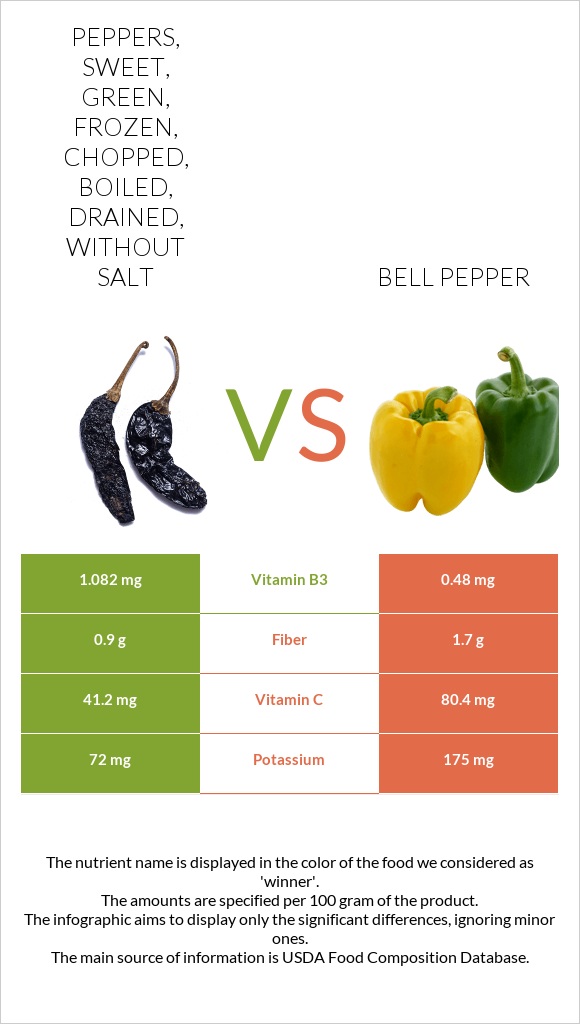 PEPPERS,
SWEET,
GREEN,
FROZEN,
CHOPPED,
BOILED,
DRAINED,
WITHOUT
SALT
BELL PEPPER
VS
1.082 mg Vitamin B3 0.48 mg
0.9 g Fiber 1.7 g
41.2 mg Vitamin C 80.4 mg
72 mg Potassium 175 mg
The nutrient name is displayed in the color of the food we considered as
'winner'.
The amounts are specified per 100 gram of the product.
The infographic aims to display only the significant differences, ignoring minor
ones.
The main source of information is USDA Food Composition Database.